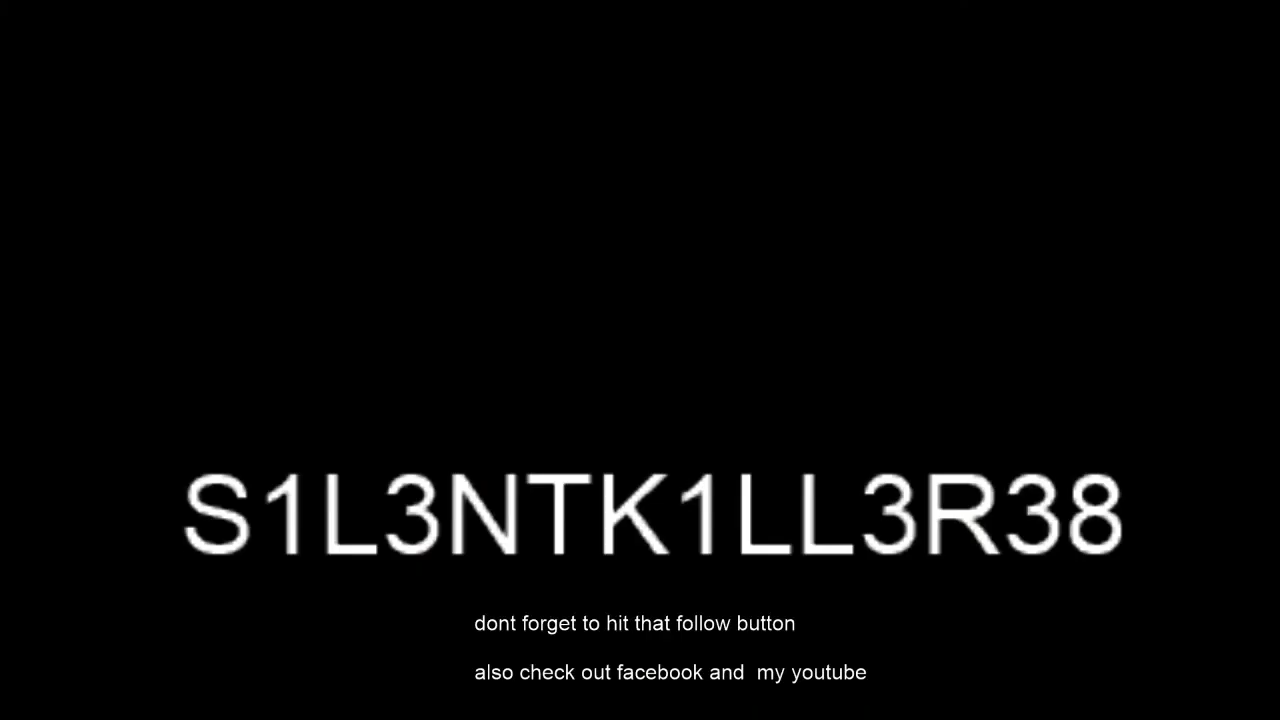 S1L3NTK1LL3R38
dont forget to hit that follow button
also check out facebook and  my youtube